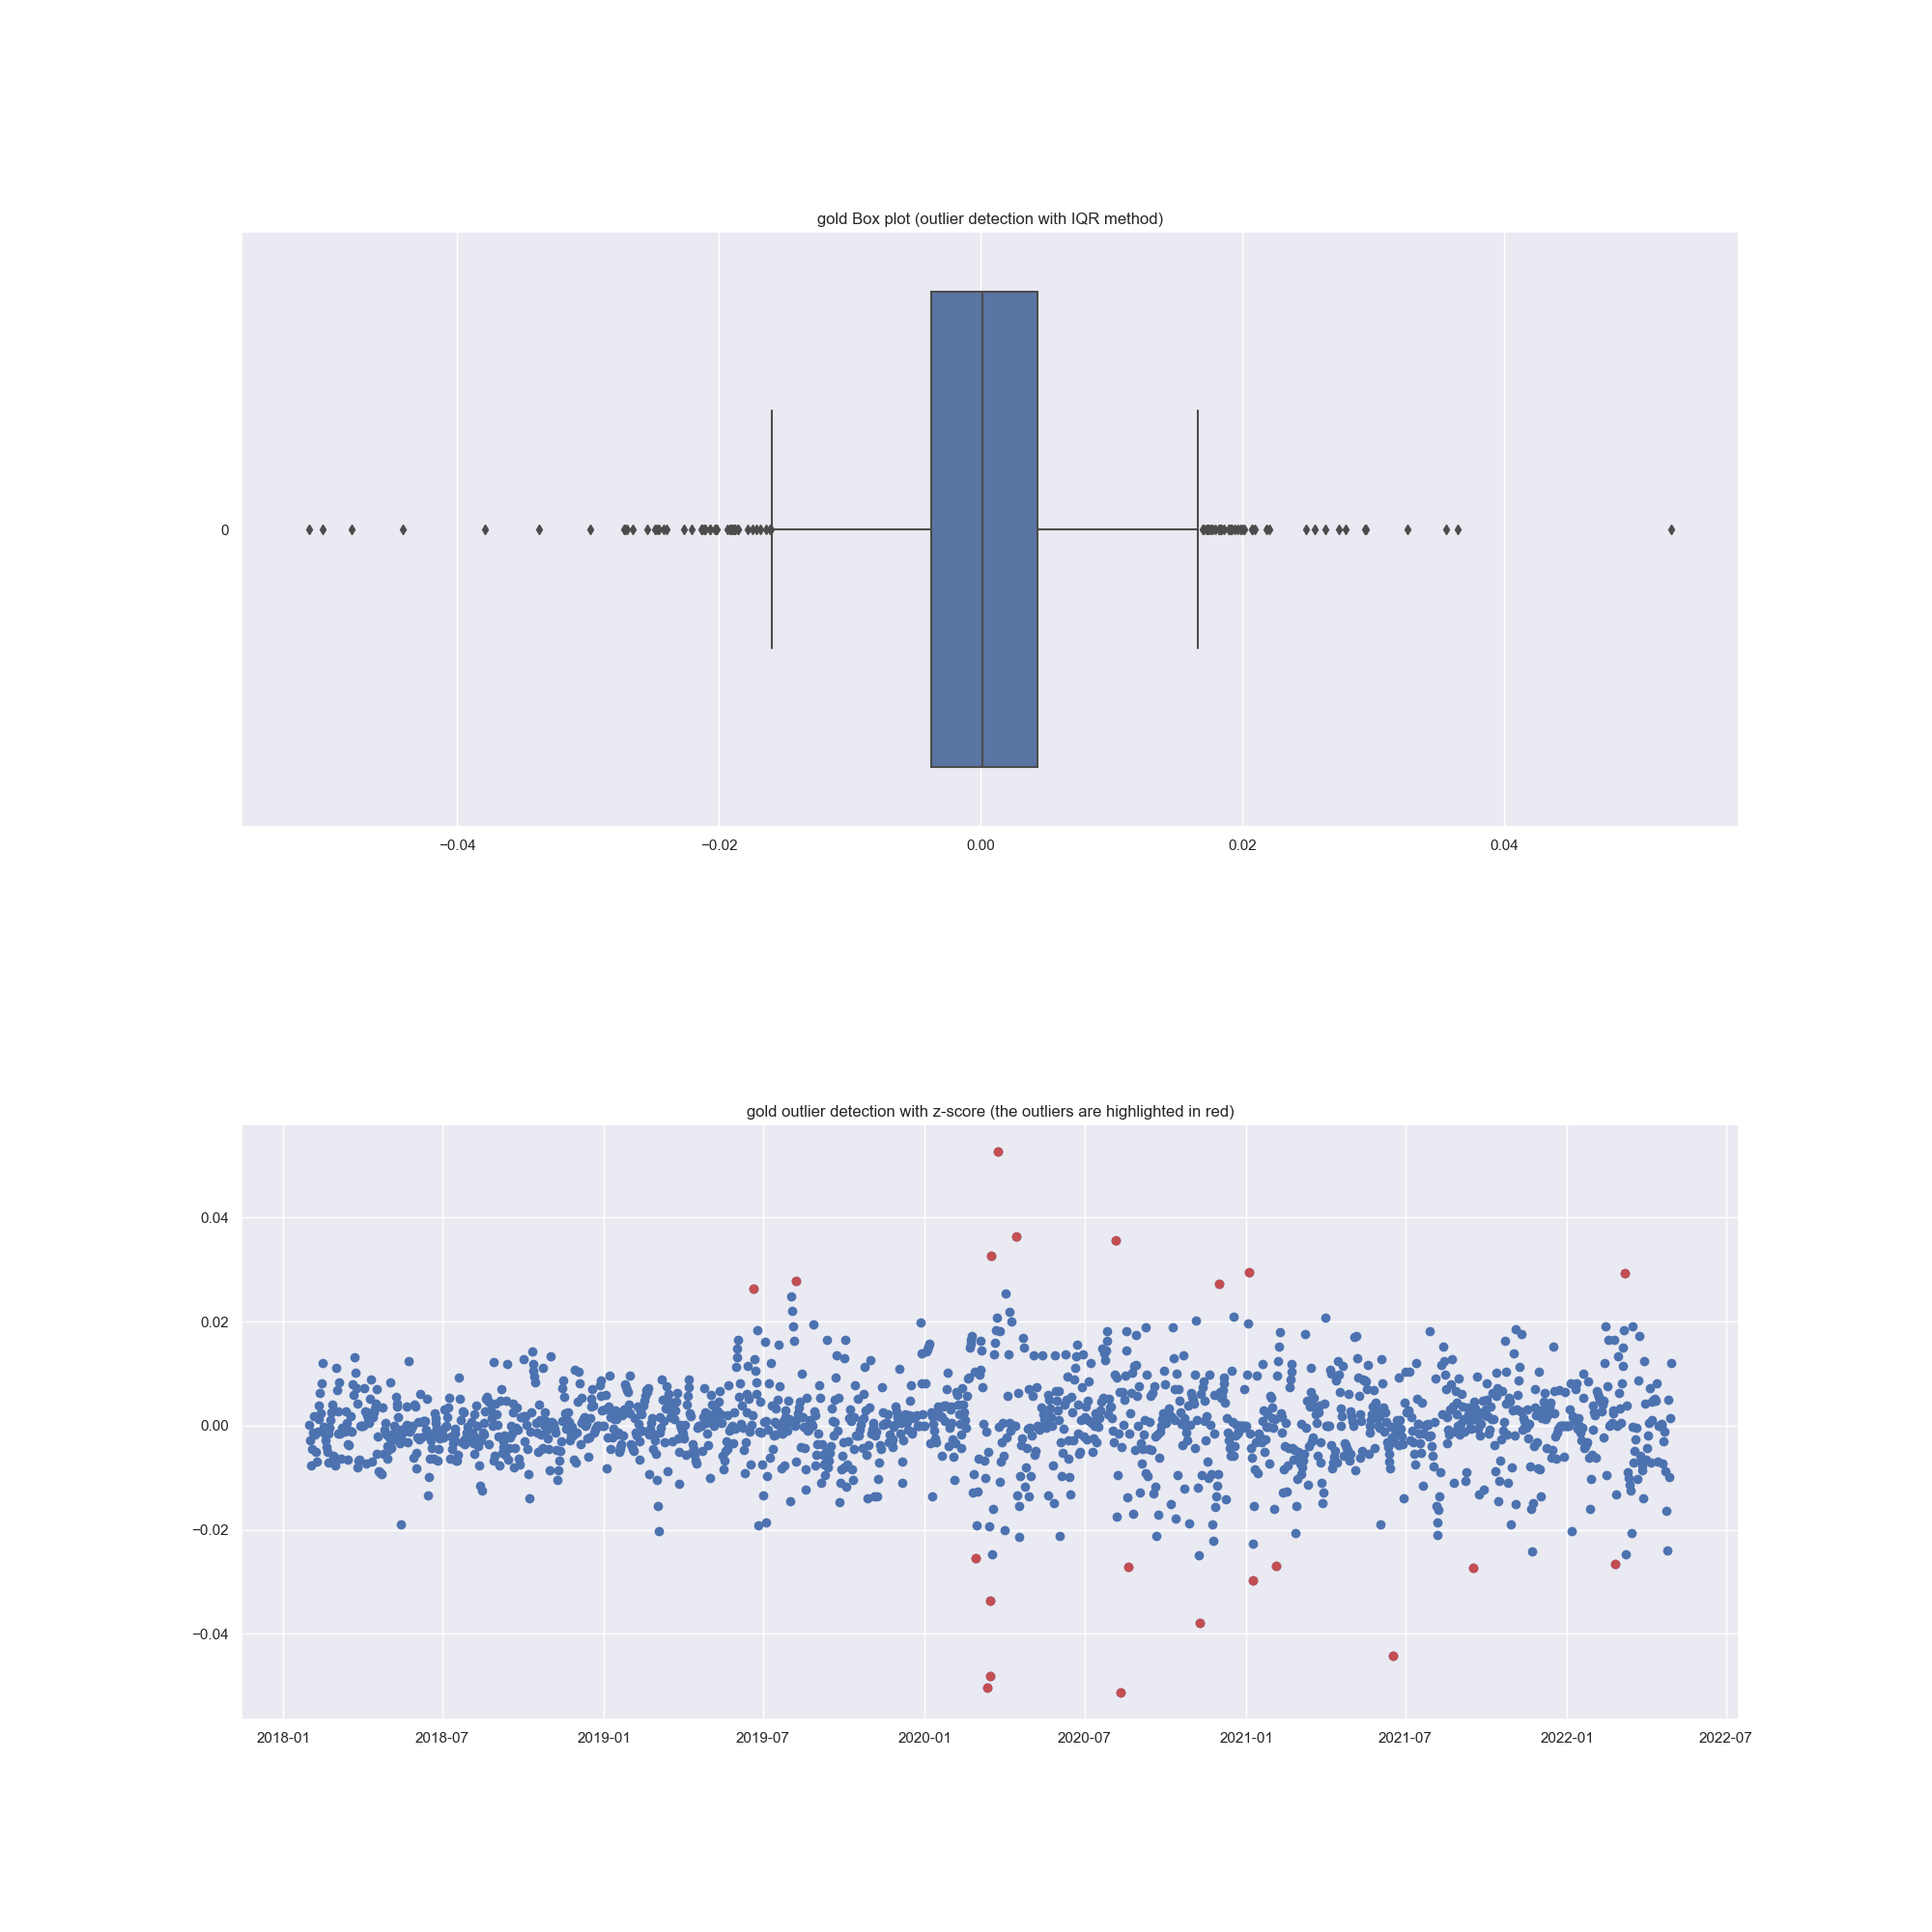 gold Box plot (outlier detection with IQR method)
0
−0.04 −0.02 0.00 0.02 0.04
gold outlier detection with z-score (the outliers are highlighted in red)
0.04
0.02
0.00
−0.02
−0.04
2018-01 2018-07 2019-01 2019-07 2020-01 2020-07 2021-01 2021-07 2022-01 2022-07